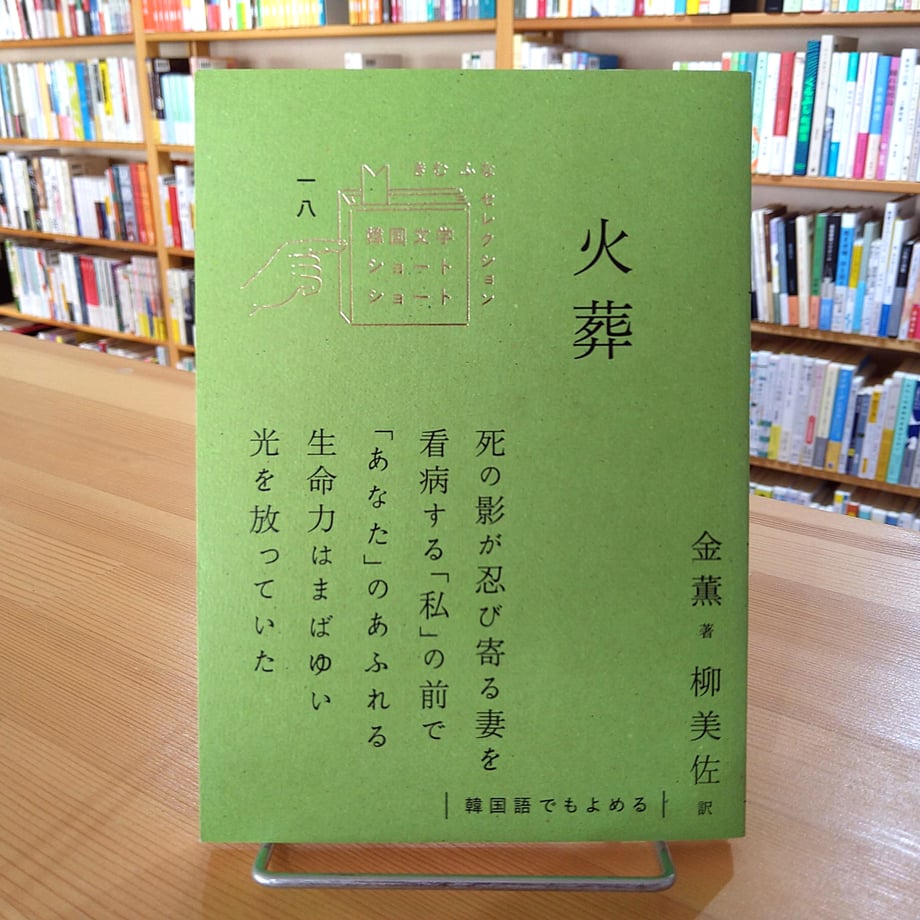 火葬
金薫 著 柳美佐 訳
一八
きむ ふな セレクション
韓国文学
ショート
ショート
死の影が忍び寄る妻を
看病する「私」の前で
「あなた」のあふれる
生命力はまばゆい
光を放っていた
韓国語でもよめる